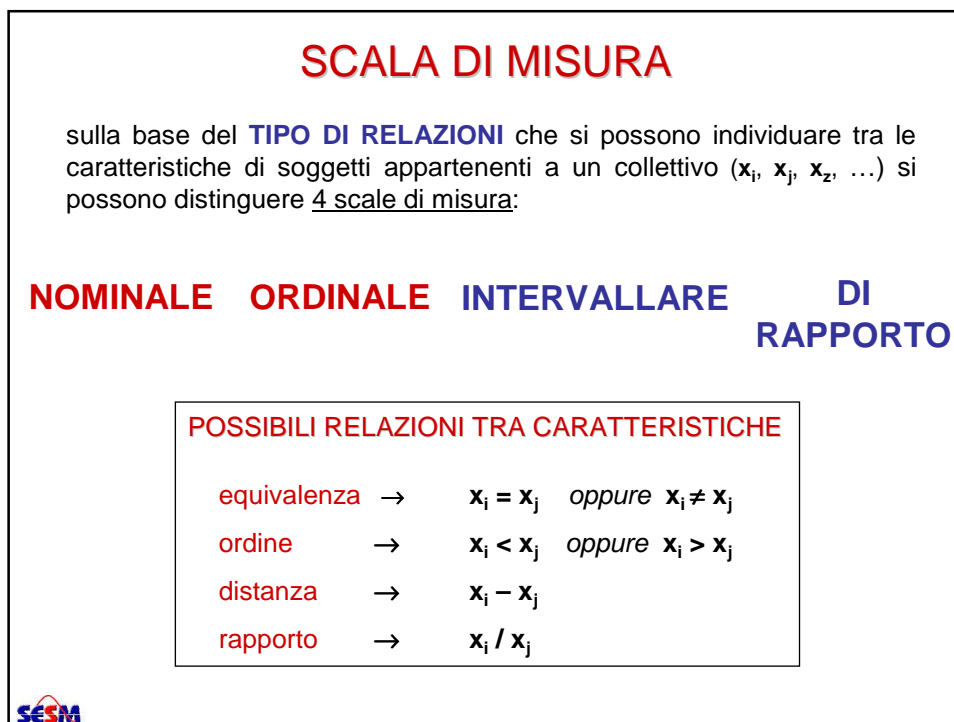 SCALA DI MISURA
sulla base del TIPO DI RELAZIONI che si possono individuare tra le
caratteristiche di soggetti appartenenti a un collettivo (xi, xj, xz, …) si
possono distinguere 4 scale di misura:
NOMINALE ORDINALE INTERVALLARE DI
RAPPORTO
POSSIBILI RELAZIONI TRA CARATTERISTICHE
equivalenza → xi = xj oppure xi ≠ xj
ordine → xi < xj oppure xi > xj
distanza → xi – xj
rapporto → xi / xj
SESM